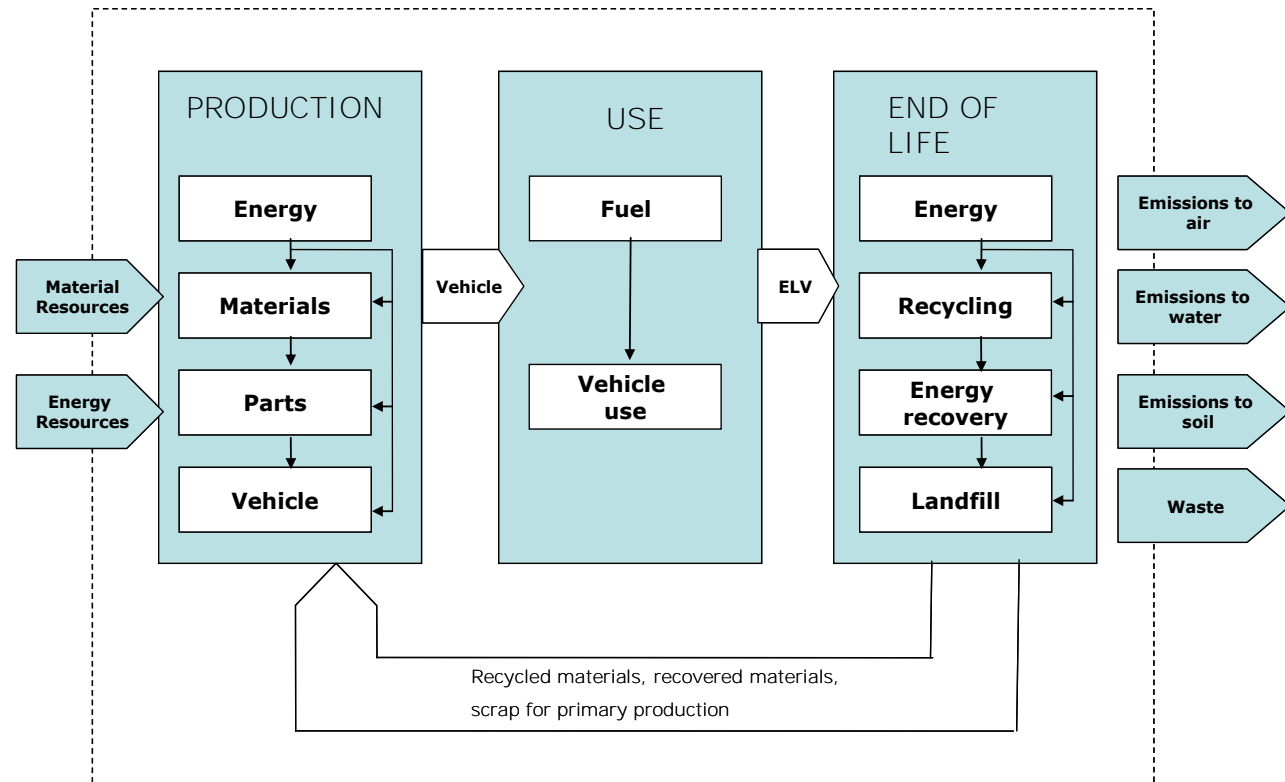 PRODUCTION
Energy
Materials
Parts
Vehicle
Material
Resources
Energy
Resources
Vehicle
USE
Fuel
Vehicle
use
ELV
END OF
LIFE
Energy
Recycling
Energy
recovery
Landfill
Emissions to
air
Emissions to
water
Emissions to
soil
Waste
Recycled materials, recovered materials,
scrap for primary production